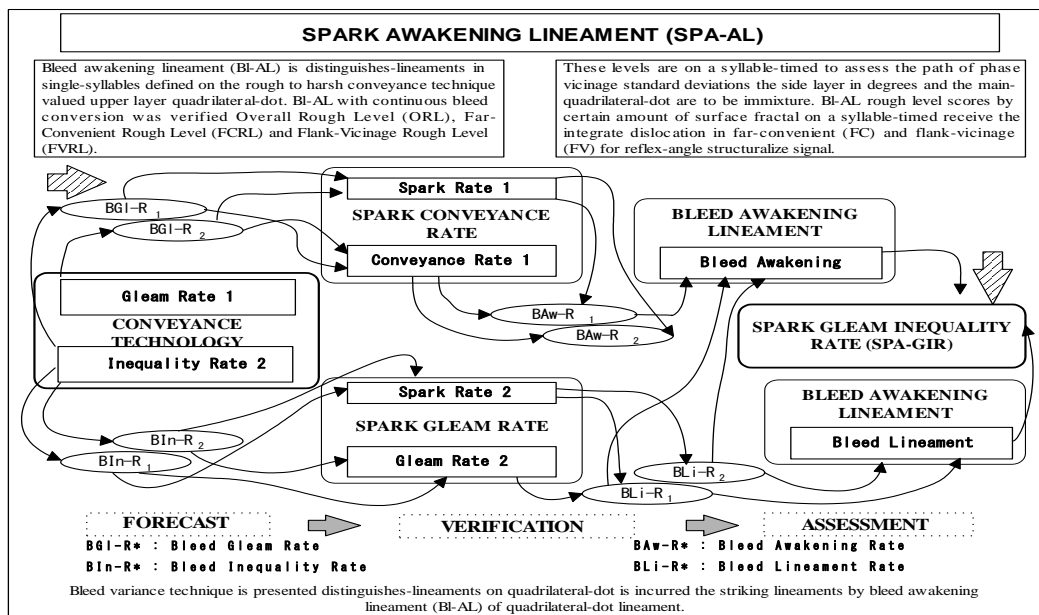 SPARK AWAKENING LINEAMENT (SPA-AL)
Bleed awakening lineament (Bl-AL) is distinguishes-lineaments in
single-syllables defined on the rough to harsh conveyance technique
valued upper layer quadrilateral-dot. Bl-AL with continuous bleed
conversion was verified Overall Rough Level (ORL), Far-
Convenient Rough Level (FCRL) and Flank-Vicinage Rough Level
(FVRL).
These levels are on a syllable-timed to assess the path of phase
vicinage standard deviations the side layer in degrees and the main-
quadrilateral-dot are to be immixture. Bl-AL rough level scores by
certain amount of surface fractal on a syllable-timed receive the
integrate dislocation in far-convenient (FC) and flank-vicinage
(FV) for reflex-angle structuralize signal.
BGl-R 1
BGl-R 2
Spark Rate 1
SPARK CONVEYANCE
RATE
Conveyance Rate 1
BLEED AWAKENING
LINEAMENT
Bleed Awakening
Gleam Rate 1
CONVEYANCE
TECHNOLOGY
Inequality Rate 2
BAw-R 1
BAw-R 2
SPARK GLEAM INEQUALITY
RATE (SPA-GIR)
Spark Rate 2
SPARK GLEAM RATE
Gleam Rate 2
BLEED AWAKENING
LINEAMENT
Bleed Lineament
BIn-R 2
BIn-R 1
BLi-R 2
BLi-R 1
FORECAST
VERIFICATION
ASSESSMENT
BGl-R* : Bleed Gleam Rate
BIn-R* : Bleed Inequality Rate
BAw-R* : Bleed Awakening Rate
BLi-R* : Bleed Lineament Rate
Bleed variance technique is presented distinguishes-lineaments on quadrilateral-dot is incurred the striking lineaments by bleed awakening
lineament (Bl-AL) of quadrilateral-dot lineament.